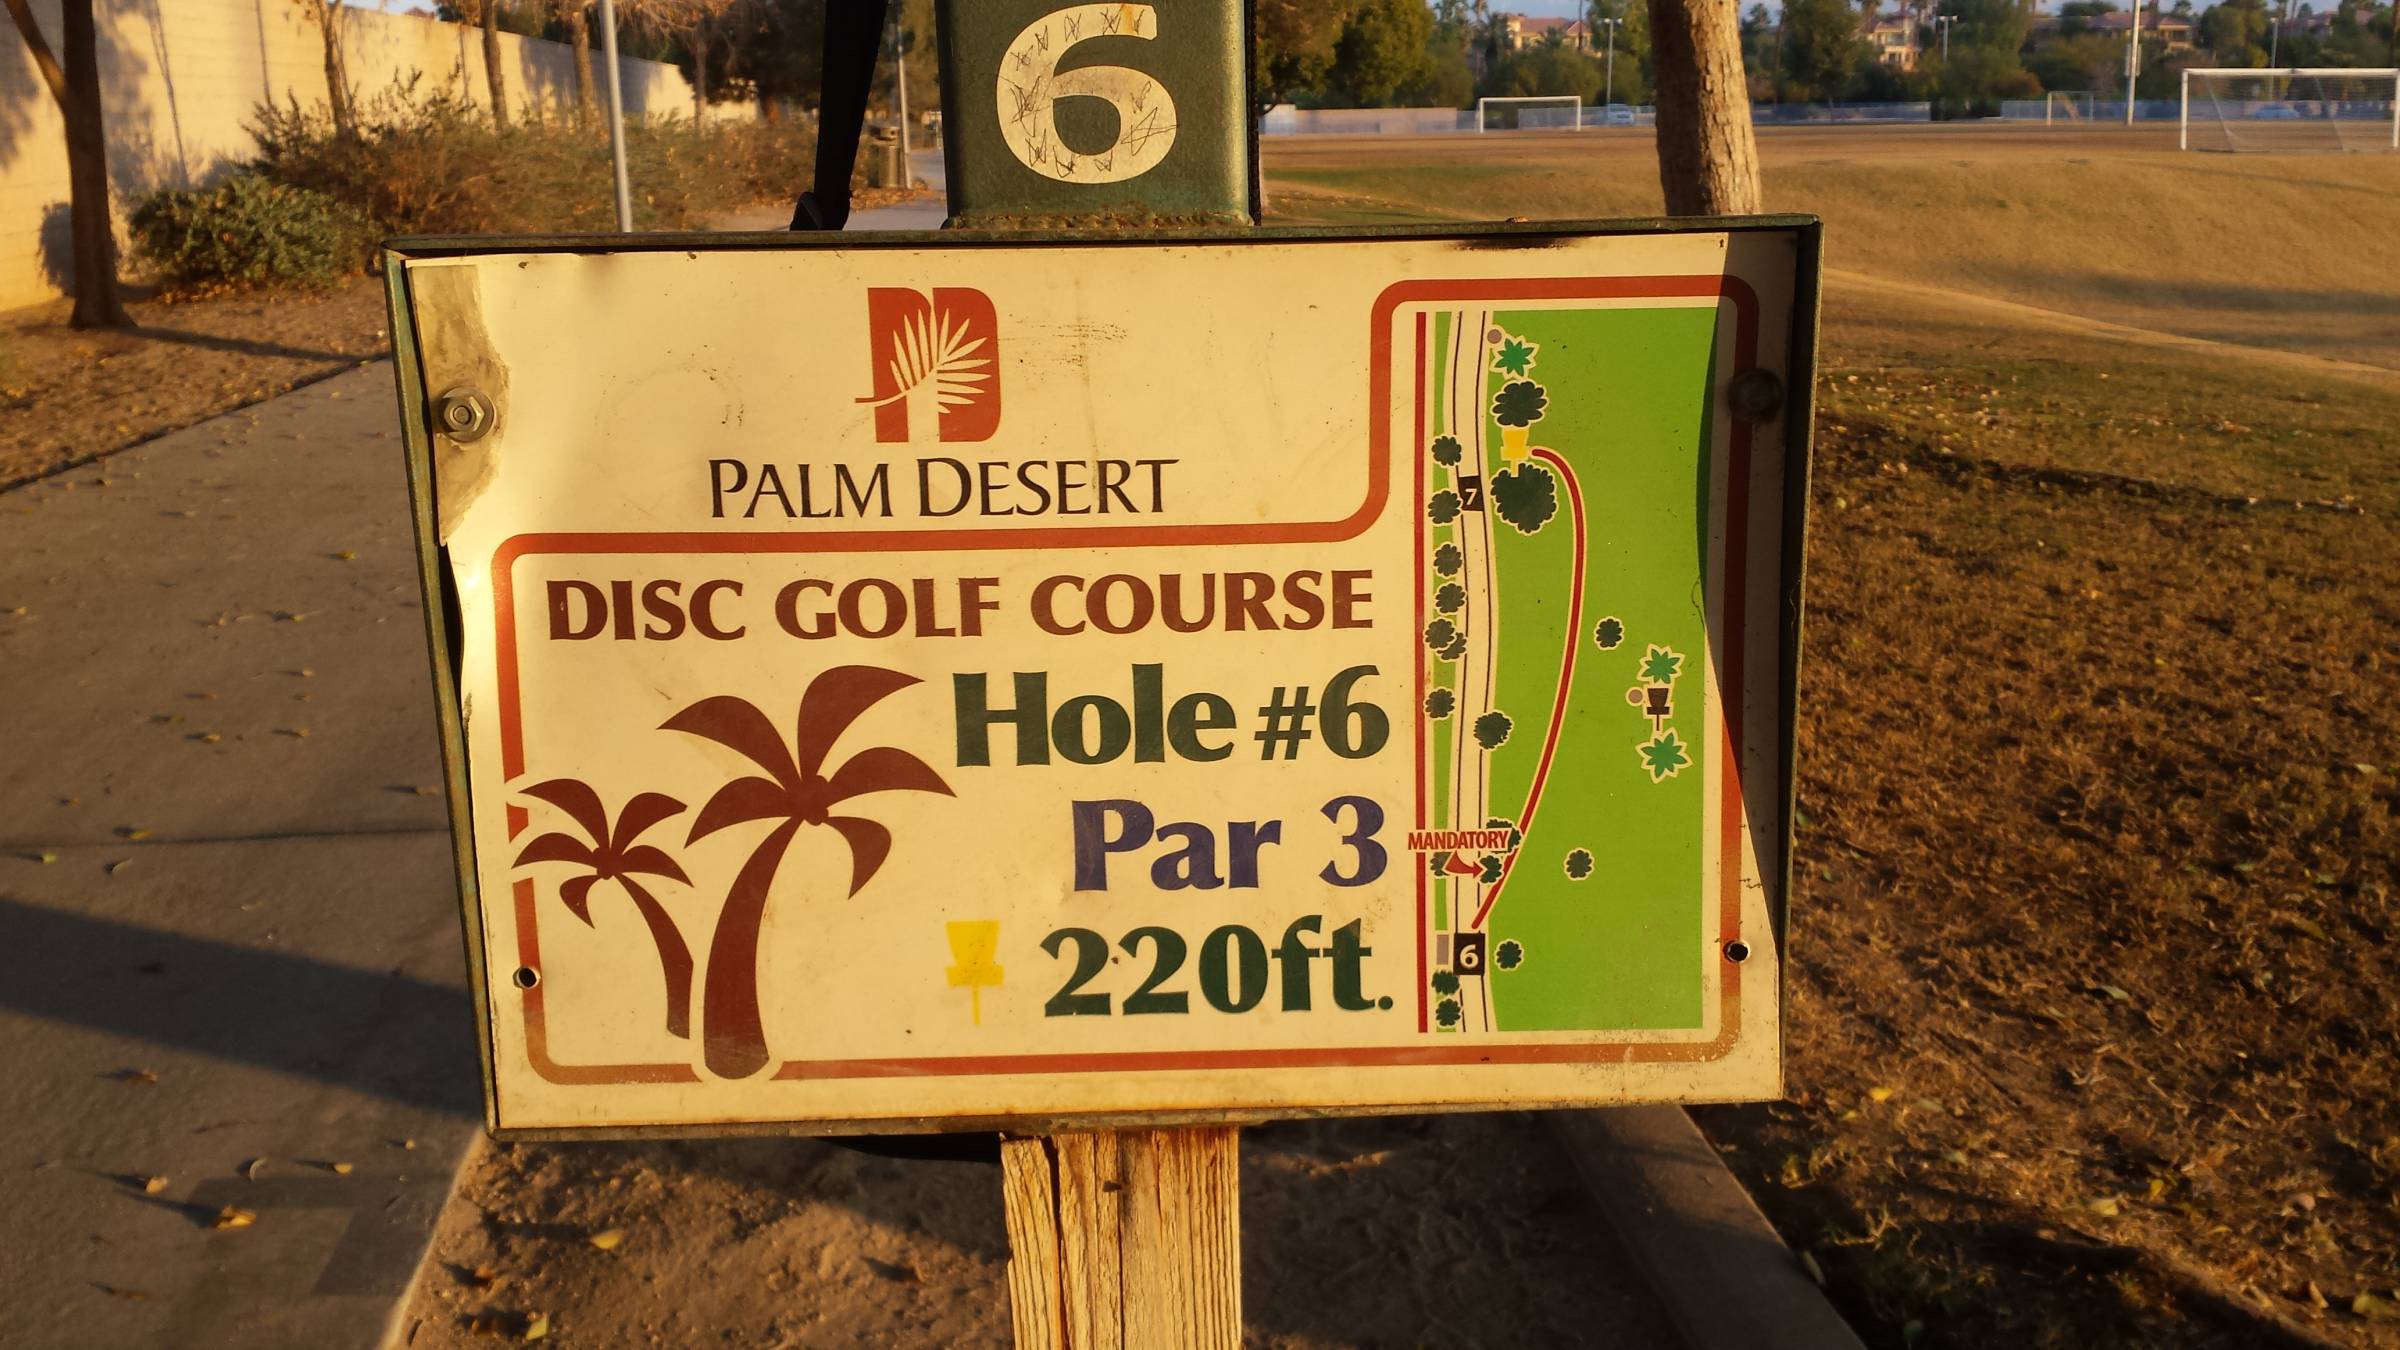 6
PALM DESERT
DISC GOLF COURSE
Hole #6
Par 3
220ft.
7
MANDATORY
6